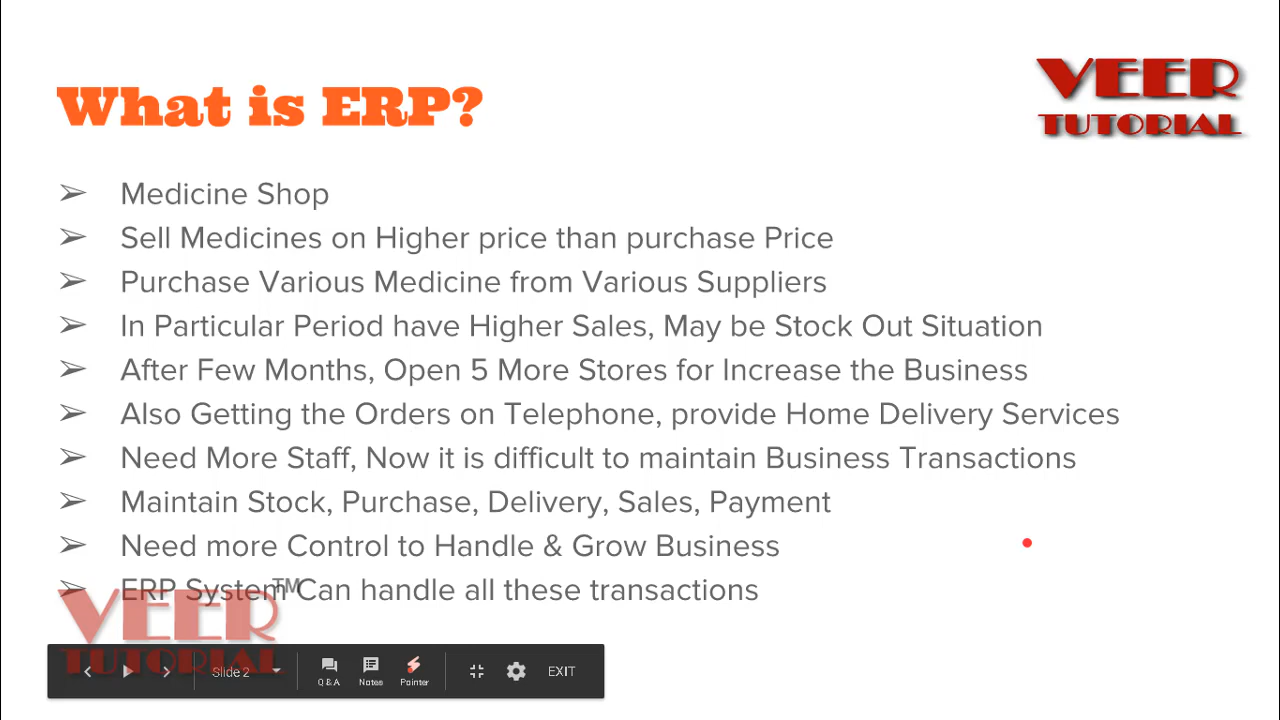 What is ERP?
VEER
TUTORIAL
➢ Medicine Shop
➢ Sell Medicines on Higher price than purchase Price
➢ Purchase Various Medicine from Various Suppliers
➢ In Particular Period have Higher Sales, May be Stock Out Situation
➢ After Few Months, Open 5 More Stores for Increase the Business
➢ Also Getting the Orders on Telephone, provide Home Delivery Services
➢ Need More Staff, Now it is difficult to maintain Business Transactions
➢ Maintain Stock, Purchase, Delivery, Sales, Payment
➢ Need more Control to Handle & Grow Business
➢ ERP System Can handle all these transactions
VEER TM
TUTORIAL
Slide 2
Q & A
Notes
Pointer
EXIT